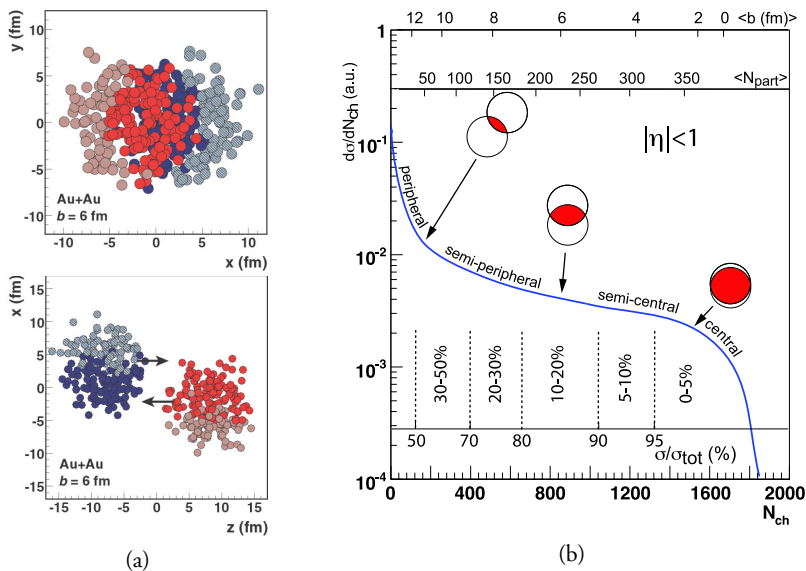 y (fm)
10
5
0
-5
-10
Au+Au
b = 6 fm
-10 -5 0 5 10
x (fm)
x (fm)
15
10
5
0
-5
-10
-15
Au+Au
b = 6 fm
-15 -10 -5 0 5 10 15
z (fm)
(a)
12 10 8 6 4 2 0 <b (fm)>
1
50 100 150 200 250 300 350 <Npart>
dσ/dNch (a.u.)
|η|<1
10-1
peripheral
10-2
semi-peripheral
semi-central
central
10-3
30-50% 20-30% 10-20% 5-10% 0-5%
50 70 80 90 95 σ/σtot (%)
10-4
0 400 800 1200 1600 2000
Nch
(b)